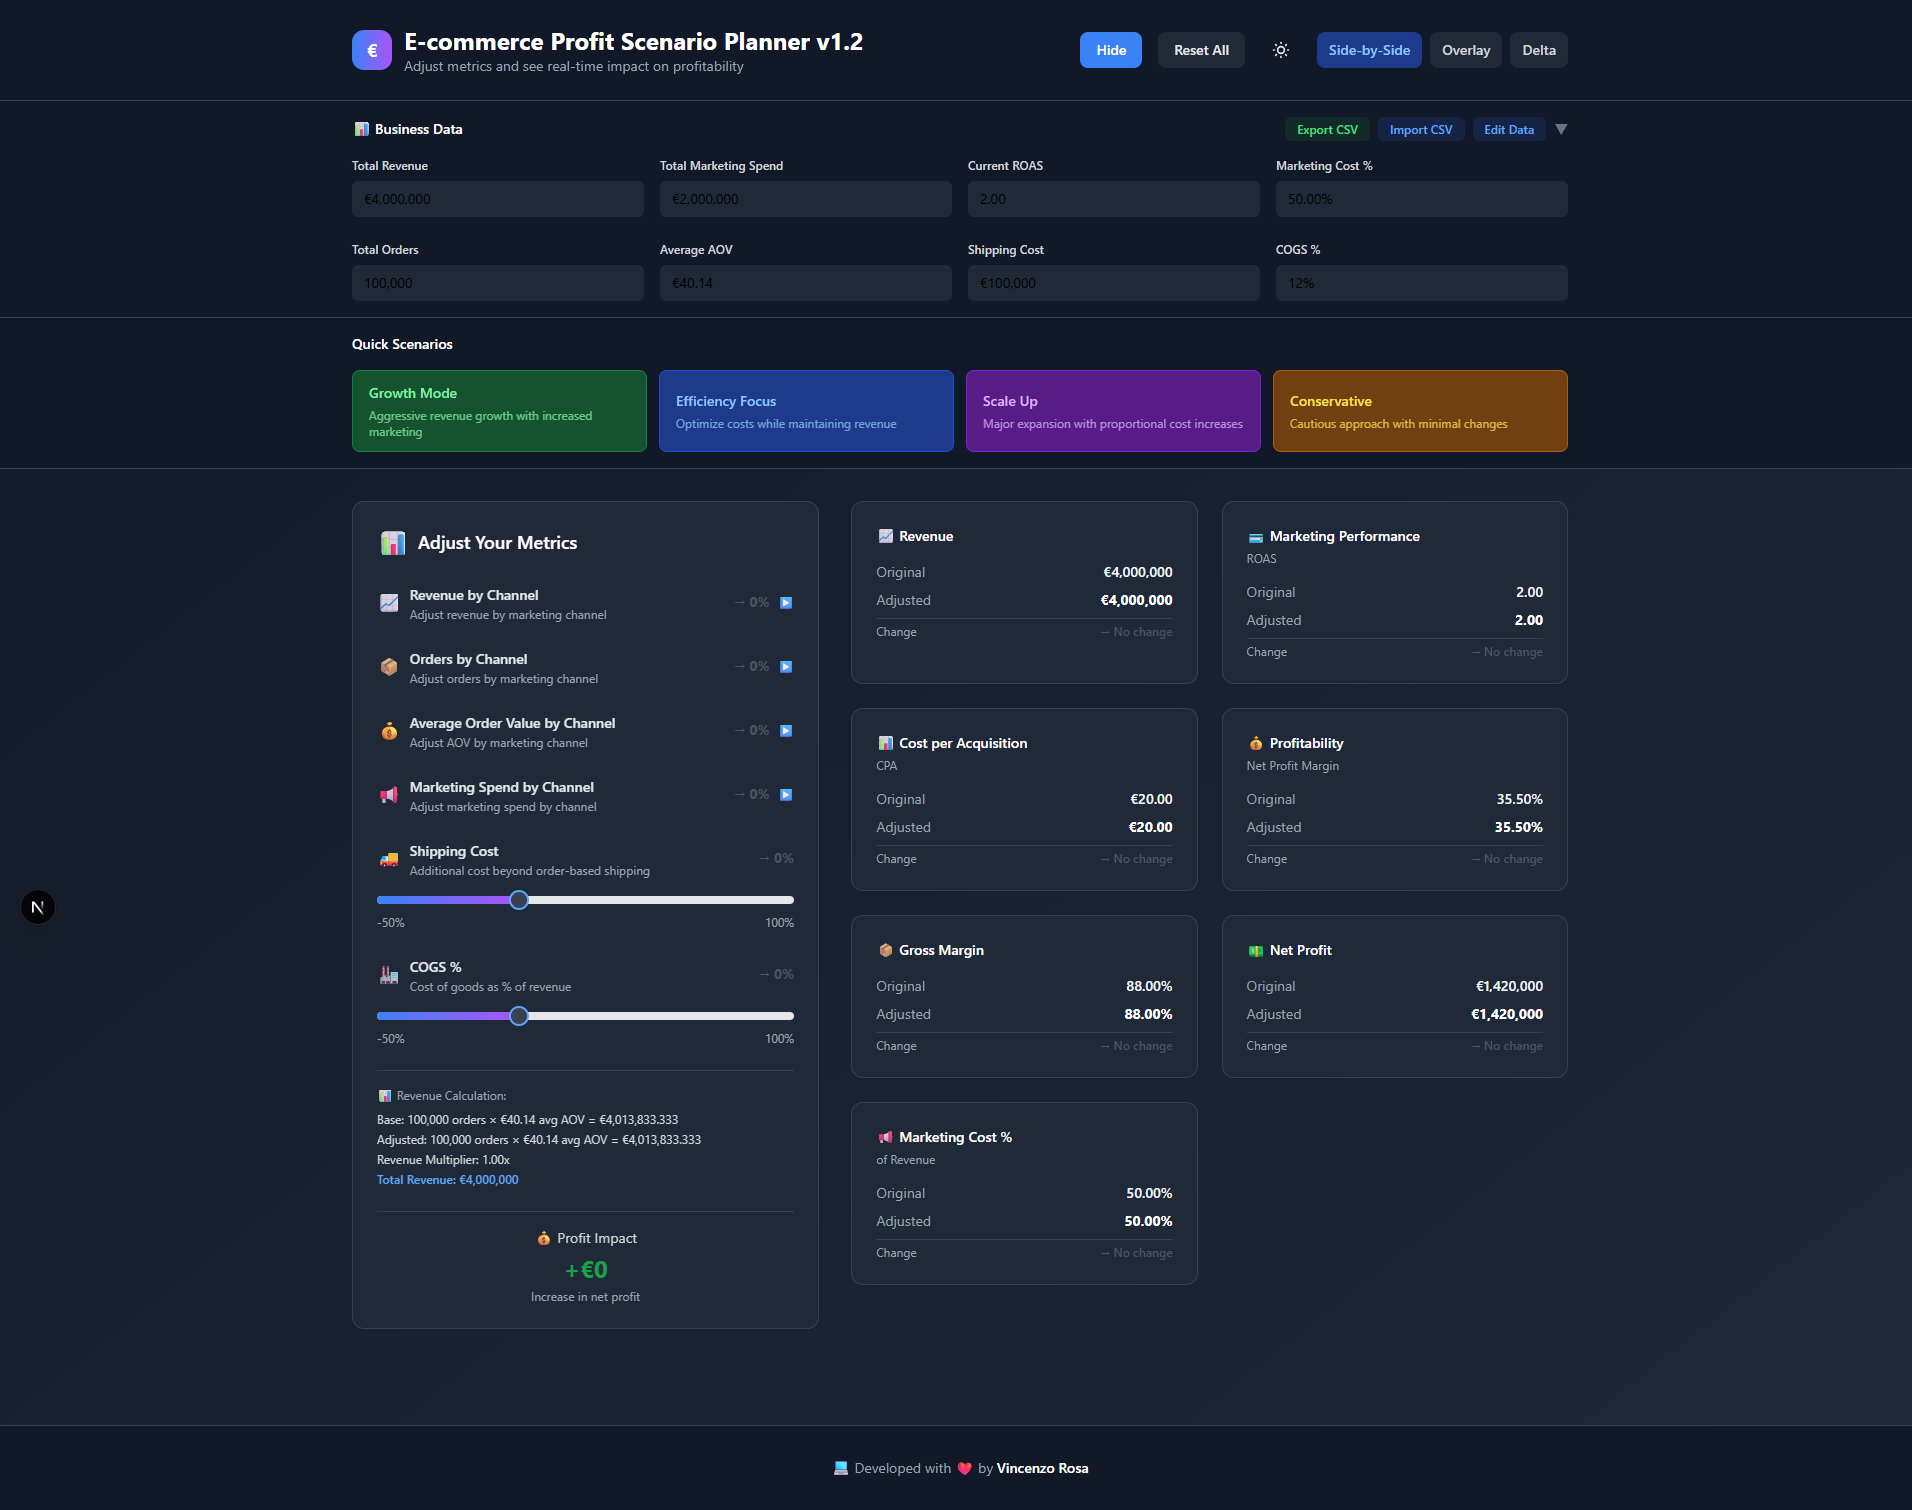 €
E-commerce Profit Scenario Planner v1.2
Adjust metrics and see real-time impact on profitability
Hide
Reset All
Side-by-Side
Overlay
Delta
Business Data
Export CSV
Import CSV
Edit Data
Total Revenue
Total Marketing Spend
Current ROAS
Marketing Cost %
€4,000,000
€2,000,000
2.00
50.00%
Total Orders
Average AOV
Shipping Cost
COGS %
100,000
€40.14
€100,000
12%
Quick Scenarios
Growth Mode
Aggressive revenue growth with increased
marketing
Efficiency Focus
Optimize costs while maintaining revenue
Scale Up
Major expansion with proportional cost increases
Conservative
Cautious approach with minimal changes
Adjust Your Metrics
Revenue by Channel
Adjust revenue by marketing channel
→ 0%
Orders by Channel
Adjust orders by marketing channel
→ 0%
Average Order Value by Channel
Adjust AOV by marketing channel
→ 0%
Marketing Spend by Channel
Adjust marketing spend by channel
→ 0%
Shipping Cost
Additional cost beyond order-based shipping
→ 0%
-50%
100%
COGS %
Cost of goods as % of revenue
→ 0%
-50%
100%
Revenue Calculation:
Base: 100,000 orders × €40.14 avg AOV = €4,013,833.333
Adjusted: 100,000 orders × €40.14 avg AOV = €4,013,833.333
Revenue Multiplier: 1.00x
Total Revenue: €4,000,000
Profit Impact
+€0
Increase in net profit
Revenue
Original €4,000,000
Adjusted €4,000,000
Change → No change
Marketing Performance
ROAS
Original 2.00
Adjusted 2.00
Change → No change
Cost per Acquisition
CPA
Original €20.00
Adjusted €20.00
Change → No change
Profitability
Net Profit Margin
Original 35.50%
Adjusted 35.50%
Change → No change
Gross Margin
Original 88.00%
Adjusted 88.00%
Change → No change
Net Profit
Original €1,420,000
Adjusted €1,420,000
Change → No change
Marketing Cost %
of Revenue
Original 50.00%
Adjusted 50.00%
Change → No change
N
Developed with ❤️ by Vincenzo Rosa